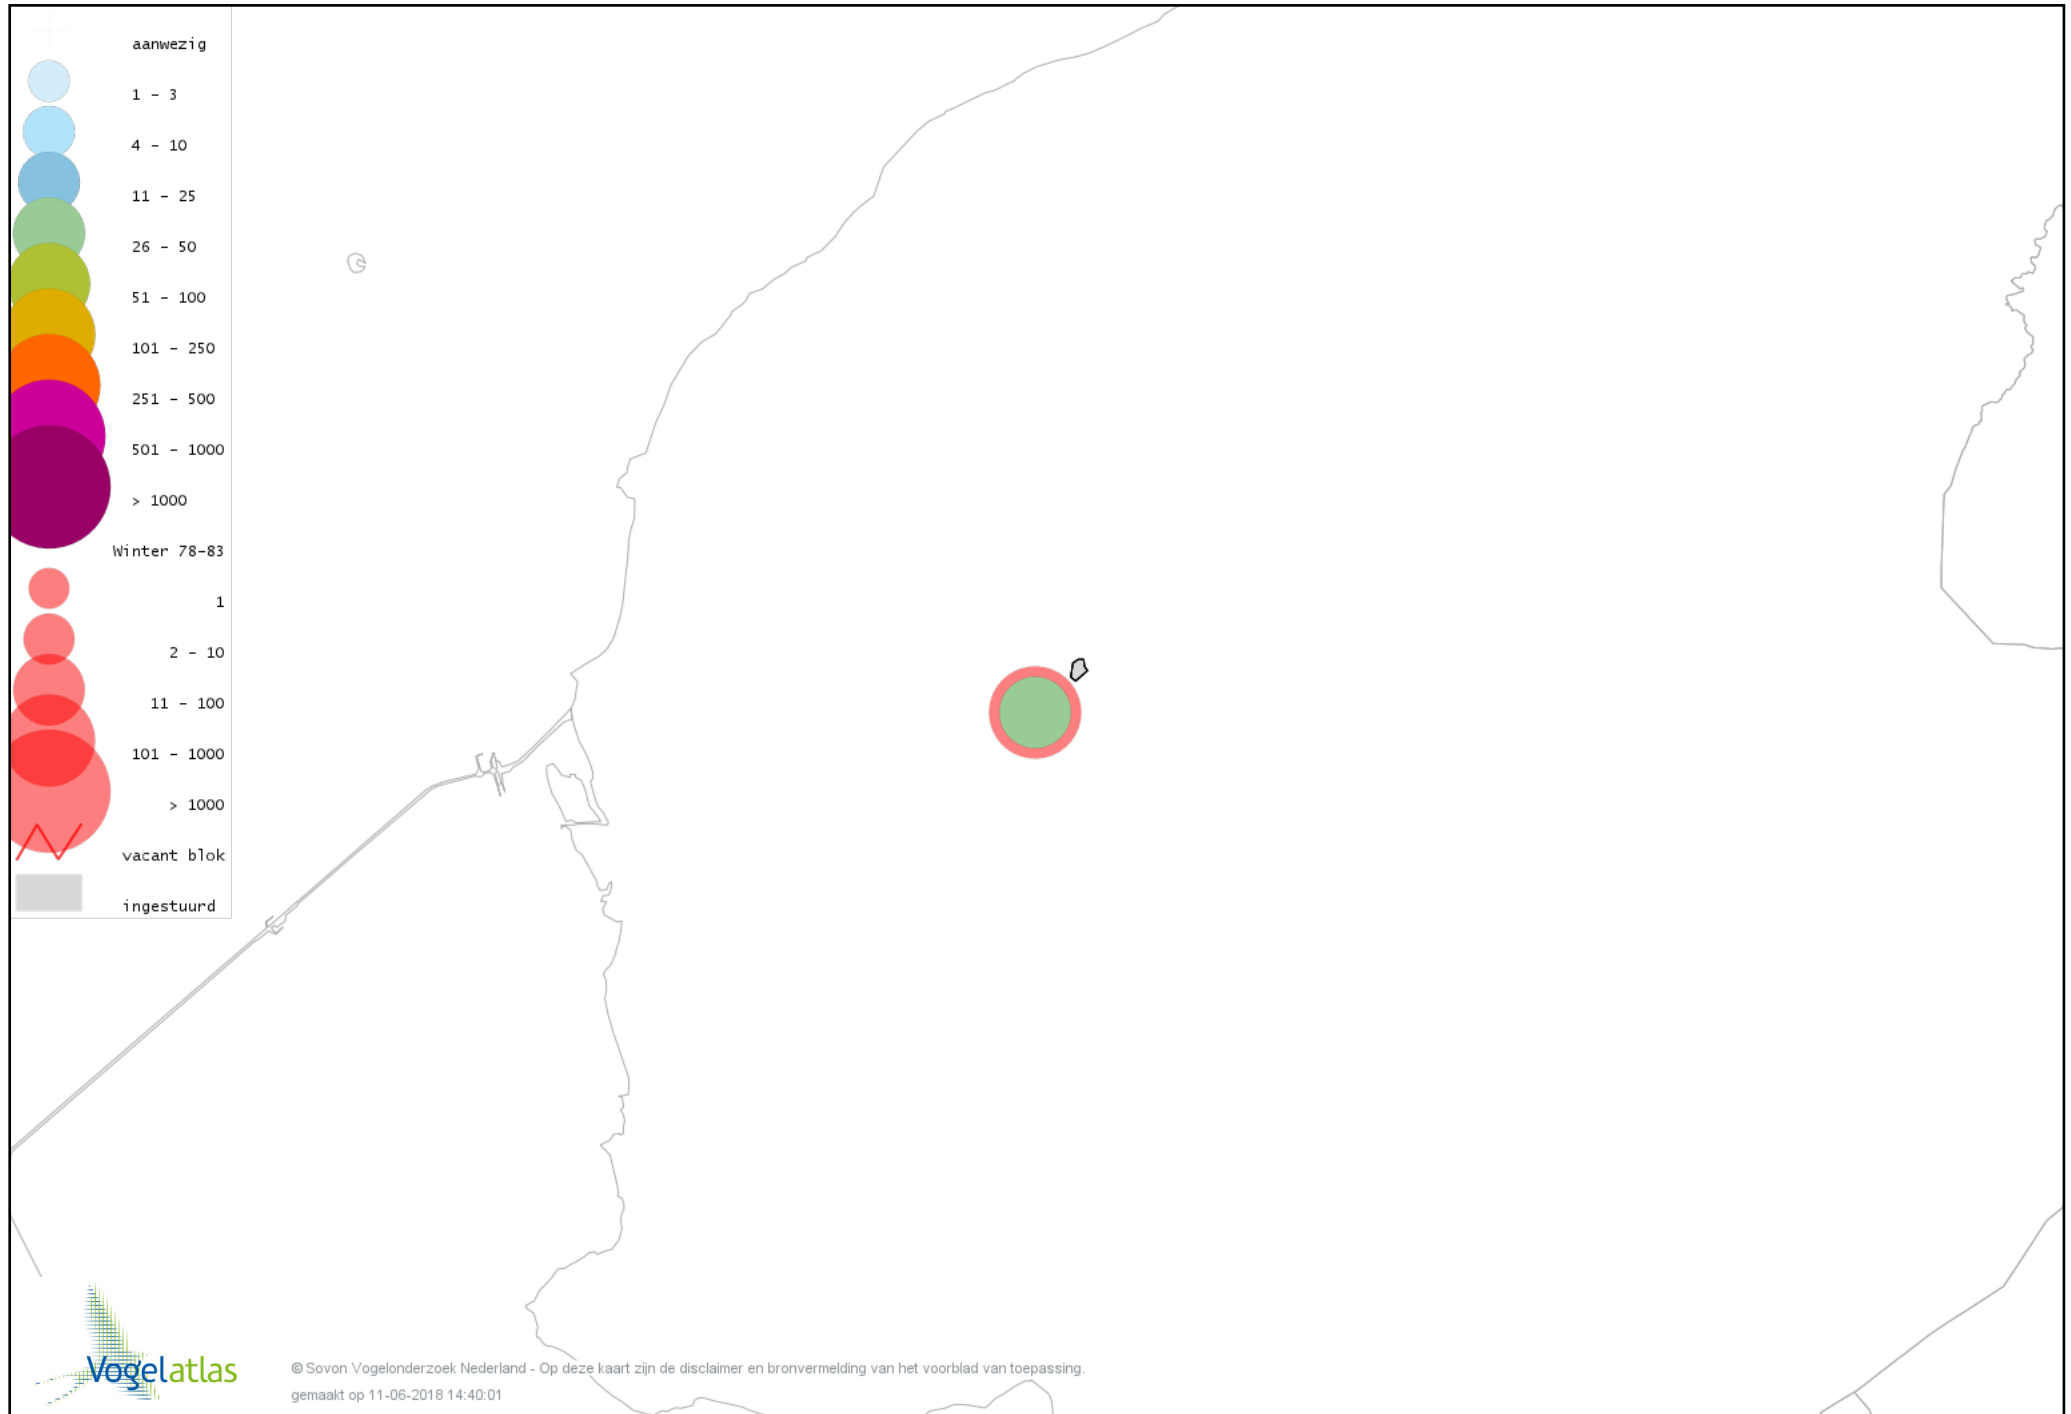 aanwezig
1 - 3
4 - 10
11 - 25
26 - 50
51 - 100
101 - 250
251 - 500
501 - 1000
> 1000
Winter 78-83
1
2 - 10
11 - 100
101 - 1000
> 1000
vacant blok
ingestuurd
Vogelatlas
© Sovon Vogelonderzoek Nederland - Op deze kaart zijn de disclaimer en bronvermelding van het voorblad van toepassing.
gemaakt op 11-06-2018 14:40:01